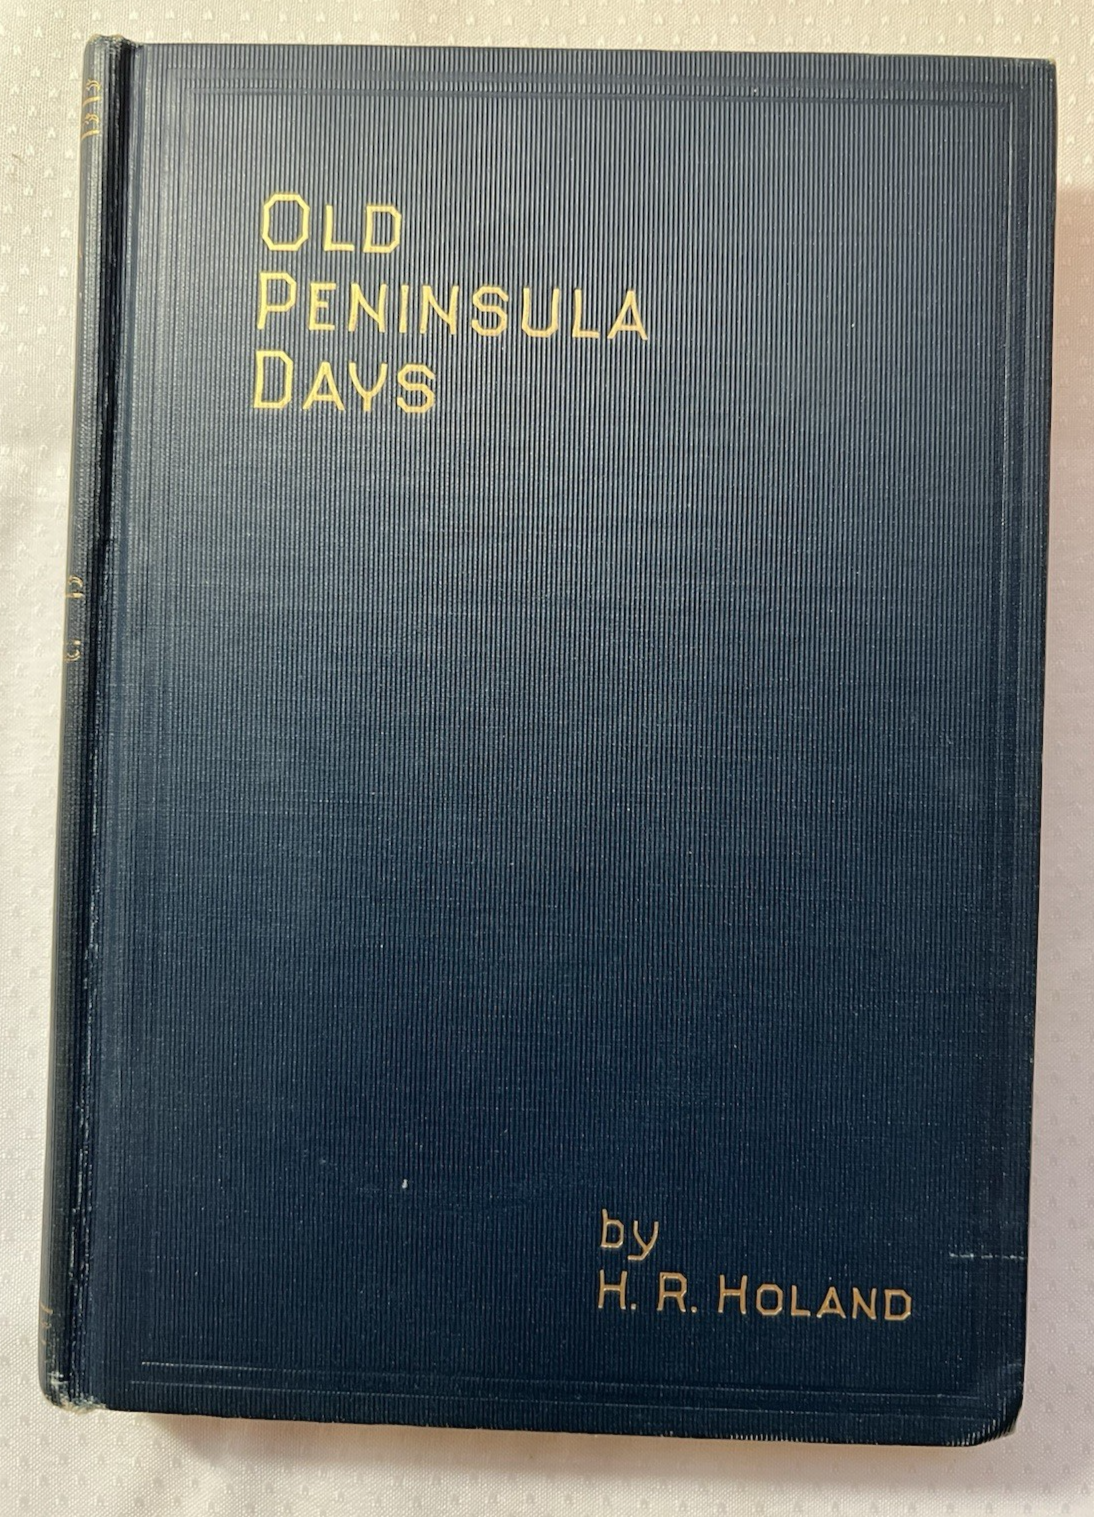 OLD
PENINSULA
DAYS
by
H. R. HOLAND